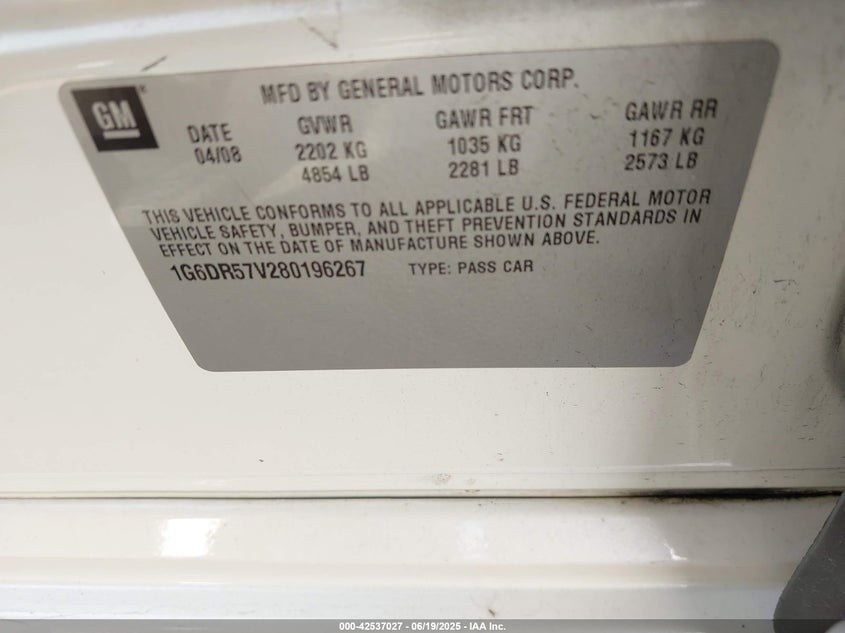 GM®
MFD BY GENERAL MOTORS CORP.
DATE GVWR GAWR FRT GAWR RR
04/08 2202 KG 1035 KG 1167 KG
4854 LB 2281 LB 2573 LB
THIS VEHICLE CONFORMS TO ALL APPLICABLE U.S. FEDERAL MOTOR
VEHICLE SAFETY, BUMPER, AND THEFT PREVENTION STANDARDS IN
EFFECT ON THE DATE OF MANUFACTURE SHOWN ABOVE.
1G6DR57V280196267 TYPE: PASS CAR
000-42537027 - 06/19/2025 - IAA Inc.